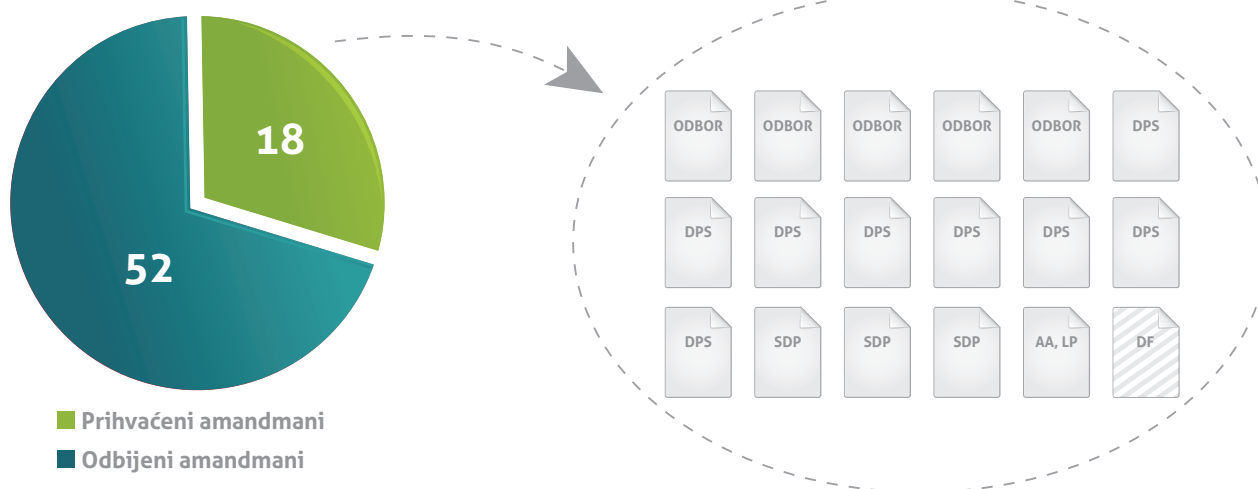 18
52
Prihvaćeni amandmani
Odbijeni amandmani
ODBOR ODBOR ODBOR ODBOR ODBOR DPS
DPS DPS DPS DPS DPS DPS
DPS SDP SDP SDP AA, LP DF